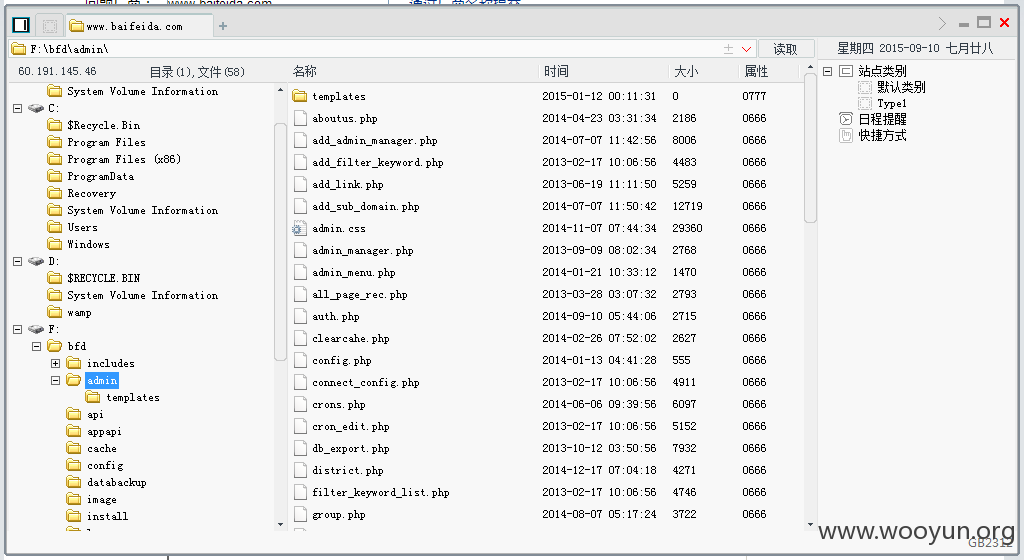 www.baifeida.com
F:\bfd\admin\
读取
星期四 2015-09-10 七月廿八
60.191.145.46
目录(1),文件(58)
System Volume Information
C:
$Recycle.Bin
Program Files
Program Files (x86)
ProgramData
Recovery
System Volume Information
Users
Windows
D:
$RECYCLE.BIN
System Volume Information
wamp
F:
bfd
includes
admin
templates
api
appapi
cache
config
databackup
image
install
名称 时间 大小 属性
templates 2015-01-12 00:11:31 0 0777
aboutus.php 2014-04-23 03:31:34 2186 0666
add_admin_manager.php 2014-07-07 11:42:56 8006 0666
add_filter_keyword.php 2013-02-17 10:06:56 4483 0666
add_link.php 2013-06-19 11:11:50 5259 0666
add_sub_domain.php 2014-07-07 11:50:42 12719 0666
admin.css 2014-11-07 07:44:34 29360 0666
admin_manager.php 2013-09-09 08:02:34 2768 0666
admin_menu.php 2014-01-21 10:33:12 1470 0666
all_page_rec.php 2013-03-28 03:07:32 2793 0666
auth.php 2014-09-10 05:44:06 2715 0666
clearcahe.php 2014-02-26 07:52:02 2627 0666
config.php 2014-01-13 04:41:28 555 0666
connect_config.php 2013-02-17 10:06:56 4911 0666
crons.php 2014-06-06 09:39:56 6097 0666
cron_edit.php 2013-02-17 10:06:56 5152 0666
db_export.php 2013-10-12 03:50:56 7932 0666
district.php 2014-12-17 07:04:18 4271 0666
filter_keyword_list.php 2013-02-17 10:06:56 4746 0666
group.php 2014-08-07 05:17:24 3722 0666
站点类别
默认类别
Type1
日程提醒
快捷方式
www.wooyun.org
GB2312